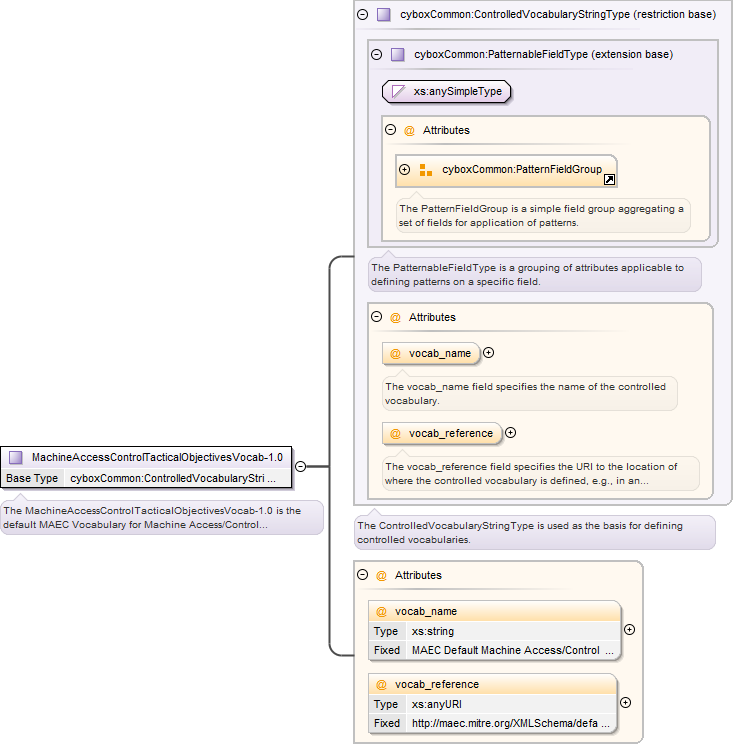 cyboxCommon:ControlledVocabularyStringType (restriction base)
cyboxCommon:PatternableFieldType (extension base)
xs:anySimpleType
@ Attributes
cyboxCommon:PatternFieldGroup
The PatternFieldGroup is a simple field group aggregating a
set of fields for application of patterns.
The PatternableFieldType is a grouping of attributes applicable to
defining patterns on a specific field.
@ Attributes
@ vocab_name
The vocab_name field specifies the name of the controlled
vocabulary.
@ vocab_reference
The vocab_reference field specifies the URI to the location of
where the controlled vocabulary is defined, e.g., in an...
The ControlledVocabularyStringType is used as the basis for defining
controlled vocabularies.
MachineAccessControlTacticalObjectivesVocab-1.0
Base Type cyboxCommon:ControlledVocabularyStri ...
The MachineAccessControlTacticalObjectivesVocab-1.0 is the
default MAEC Vocabulary for Machine Access/Control...
@ Attributes
@ vocab_name
Type xs:string
Fixed MAEC Default Machine Access/Control ...
@ vocab_reference
Type xs:anyURI
Fixed http://maec.mitre.org/XMLSchema/defa ...